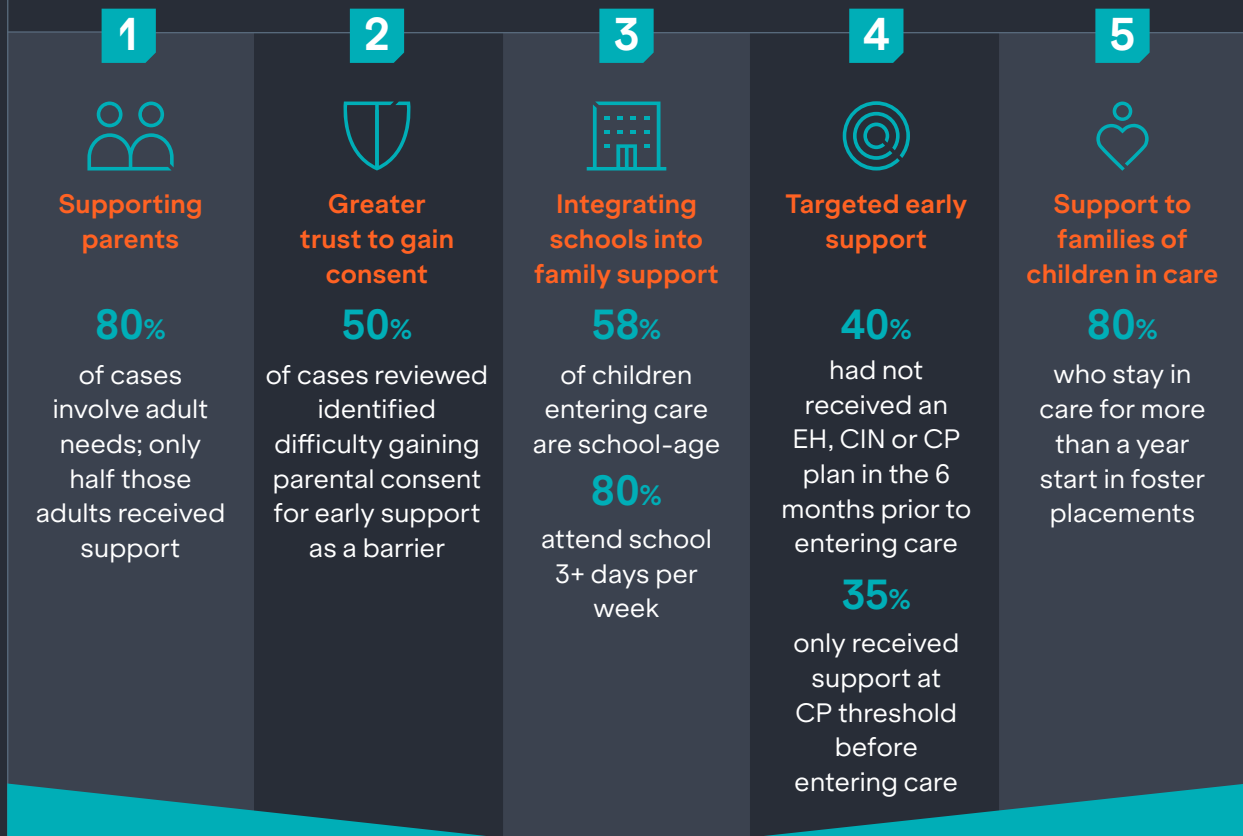 1
Supporting
parents
80%
of cases
involve adult
needs; only
half those
adults received
support
2
Greater
trust to gain
consent
50%
of cases reviewed
identified
difficulty gaining
parental consent
for early support
as a barrier
3
Integrating
schools into
family support
58%
of children
entering care
are school-age
80%
attend school
3+ days per
week
4
Targeted early
support
40%
had not
received an
EH, CIN or CP
plan in the 6
months prior to
entering care
35%
only received
support at
CP threshold
before
entering care
5
Support to
families of
children in care
80%
who stay in
care for more
than a year
start in foster
placements